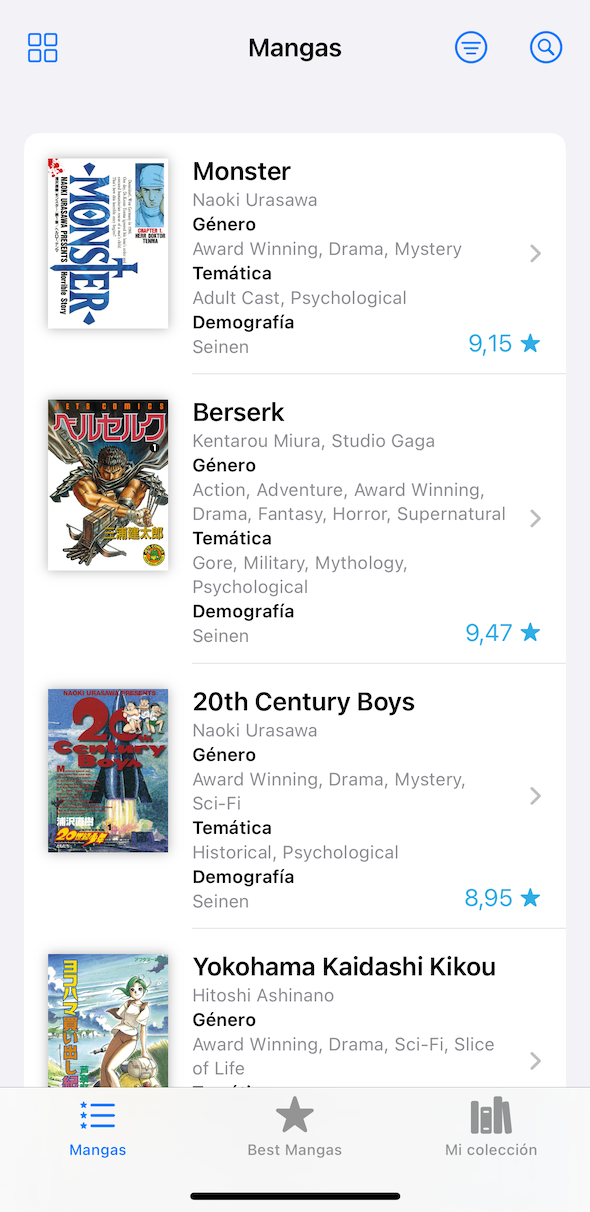 Mangas
MONSTER
NAOKI URASAWA PRESENTS
Horrible Story
CHAPTER 1.
HERR DOKTOR
TENMA
Monster
Naoki Urasawa
Género
Award Winning, Drama, Mystery
Temática
Adult Cast, Psychological
Demografía
Seinen
9,15
JETS COMICS
ベルセルク
1
三浦建太郎
Berserk
Kentarou Miura, Studio Gaga
Género
Action, Adventure, Award Winning,
Drama, Fantasy, Horror, Supernatural
Temática
Gore, Military, Mythology,
Psychological
Demografía
Seinen
9,47
NAOKI URASAWA PRESENTS
20th
Century
Boys
浦沢直樹
20世紀少年
20th Century Boys
Naoki Urasawa
Género
Award Winning, Drama, Mystery,
Sci-Fi
Temática
Historical, Psychological
Demografía
Seinen
8,95
ヨコハマ買い出し紀
Yokohama Kaidashi Kikou
Hitoshi Ashinano
Género
Award Winning, Drama, Sci-Fi, Slice
of Life
Mangas
Best Mangas
Mi colección